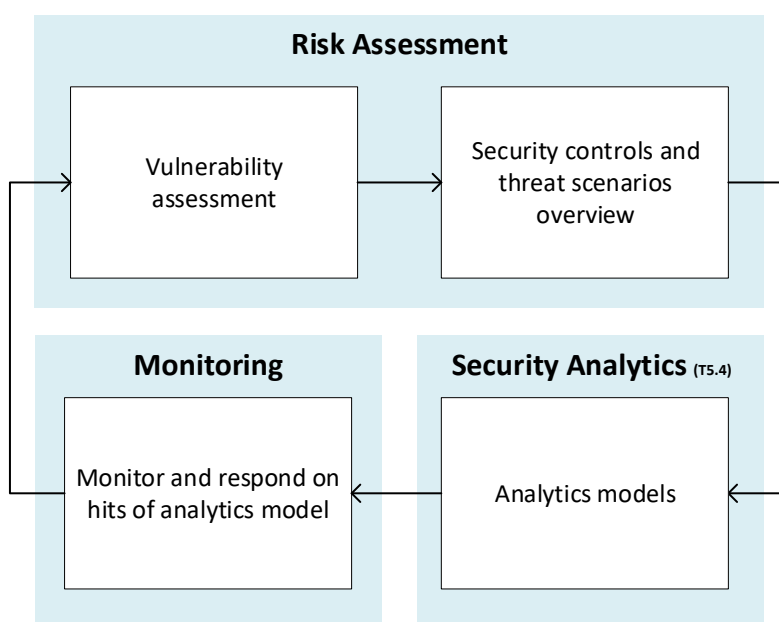 Risk Assessment
Vulnerability
assessment
Security controls and
threat scenarios
overview
Monitoring
Monitor and respond on
hits of analytics model
Security Analytics (T5.4)
Analytics models